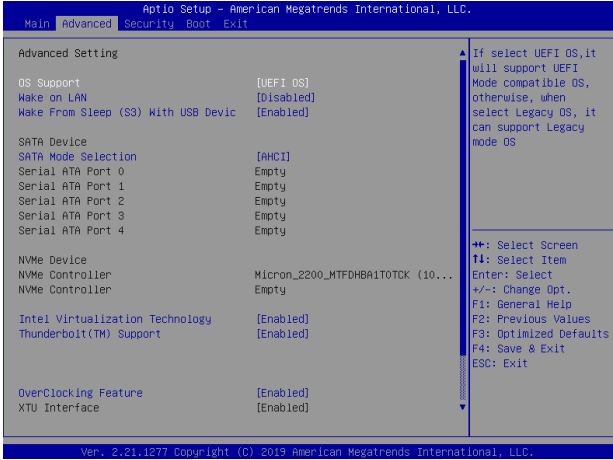 Aptio Setup – American Megatrends International, LLC.
Main Advanced Security Boot Exit
Advanced Setting
OS Support [UEFI OS]
Wake on LAN [Disabled]
Wake From Sleep (S3) With USB Devic [Enabled]
SATA Device
SATA Mode Selection [AHCI]
Serial ATA Port 0 Empty
Serial ATA Port 1 Empty
Serial ATA Port 2 Empty
Serial ATA Port 3 Empty
Serial ATA Port 4 Empty
NVMe Device
NVMe Controller Micron_2200_MTFDHBA1T0TCK (10...
NVMe Controller Empty
Intel Virtualization Technology [Enabled]
Thunderbolt(TM) Support [Enabled]
OverClocking Feature [Enabled]
XTU Interface [Enabled]
If select UEFI OS,it
will support UEFI
Mode compatible OS,
otherwise, when
select Legacy OS, it
can support Legacy
mode OS
→←: Select Screen
↑↓: Select Item
Enter: Select
+/-: Change Opt.
F1: General Help
F2: Previous Values
F3: Optimized Defaults
F4: Save & Exit
ESC: Exit
Ver. 2.21.1277 Copyright (C) 2019 American Megatrends International, LLC.